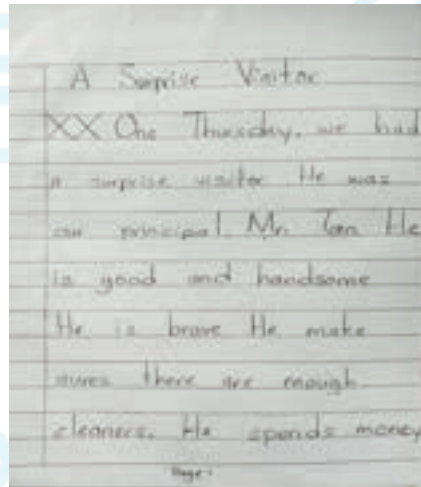 A Surprise Visitor
XX One Thursday, we had
a surprise visitor He was
our principal. Mr. Tan He
is good and handsome
He is brave He make
sures there are enough
cleaners. He spends money
Page 1